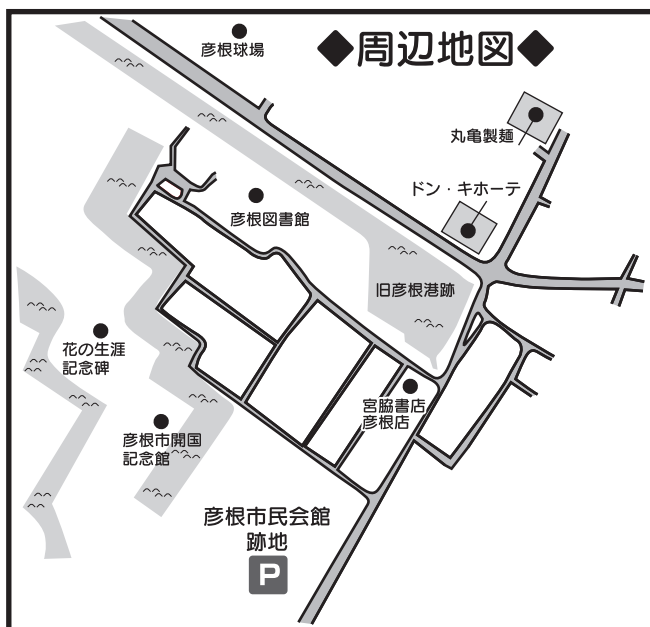 ◆周辺地図◆
彦根球場
丸亀製麺
ドン・キホーテ
彦根図書館
旧彦根港跡
花の生涯
記念碑
宮脇書店
彦根店
彦根市開国
記念館
彦根市民会館
跡地
P